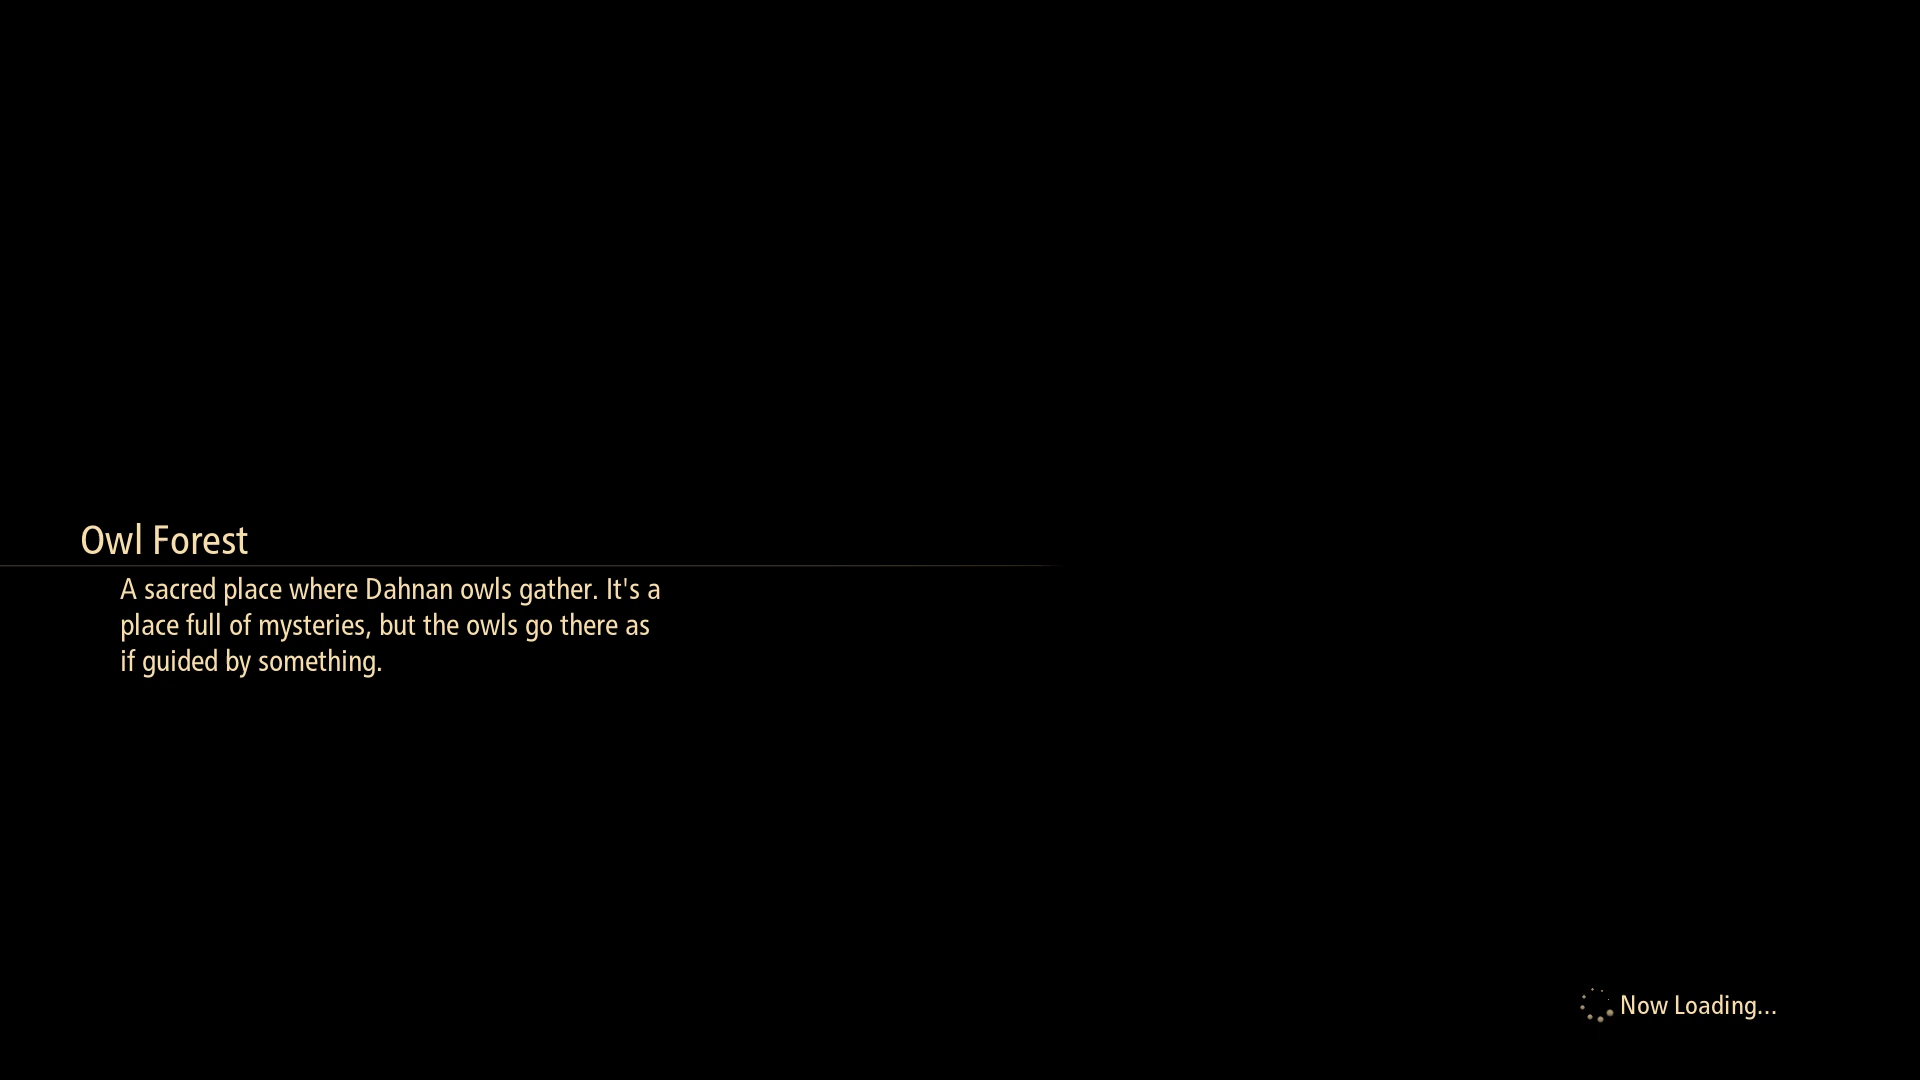 Owl Forest
A sacred place where Dahnan owls gather. It's a
place full of mysteries, but the owls go there as
if guided by something.
Now Loading...